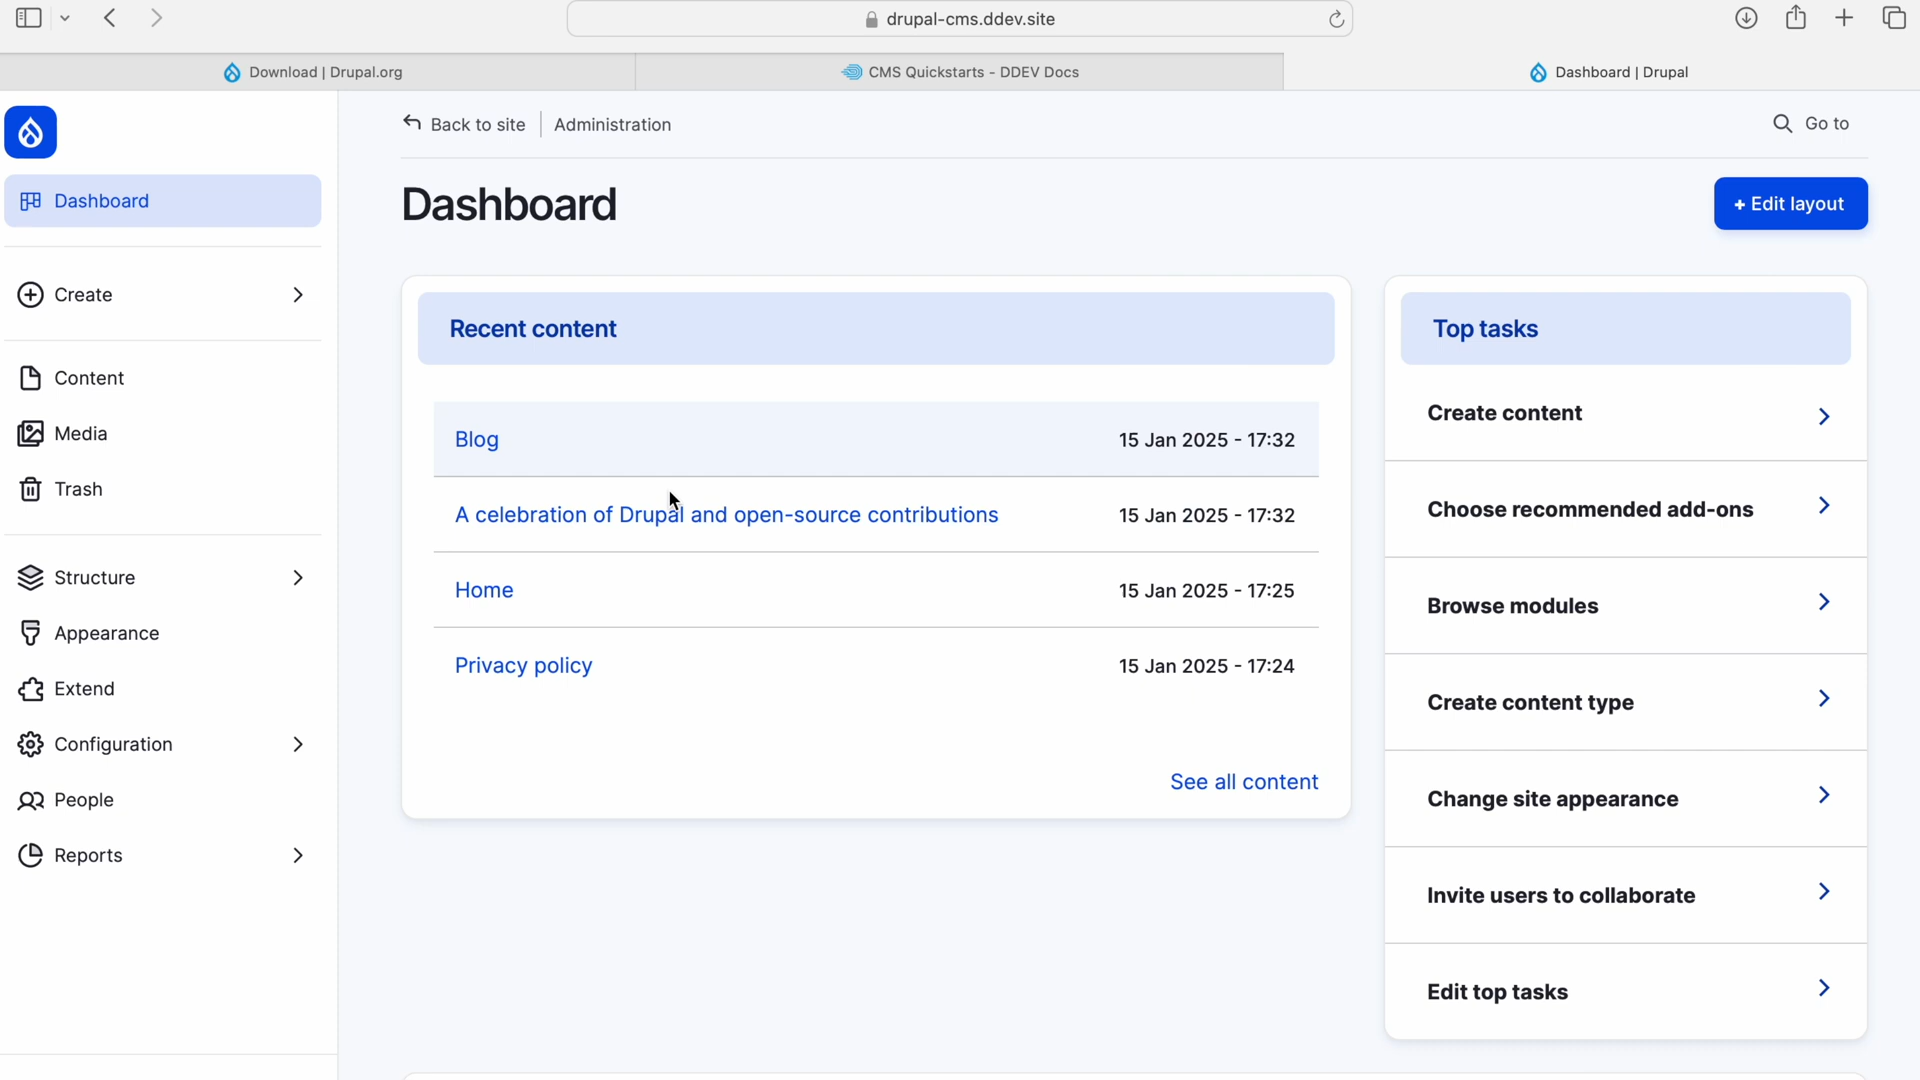 drupal-cms.ddev.site
Download | Drupal.org
CMS Quickstarts - DDEV Docs
Dashboard | Drupal
Back to site
Administration
Go to
Dashboard
Create
Content
Media
Trash
Structure
Appearance
Extend
Configuration
People
Reports
Dashboard
+ Edit layout
Recent content
Blog 15 Jan 2025 - 17:32
A celebration of Drupal and open-source contributions 15 Jan 2025 - 17:32
Home 15 Jan 2025 - 17:25
Privacy policy 15 Jan 2025 - 17:24
See all content
Top tasks
Create content
Choose recommended add-ons
Browse modules
Create content type
Change site appearance
Invite users to collaborate
Edit top tasks